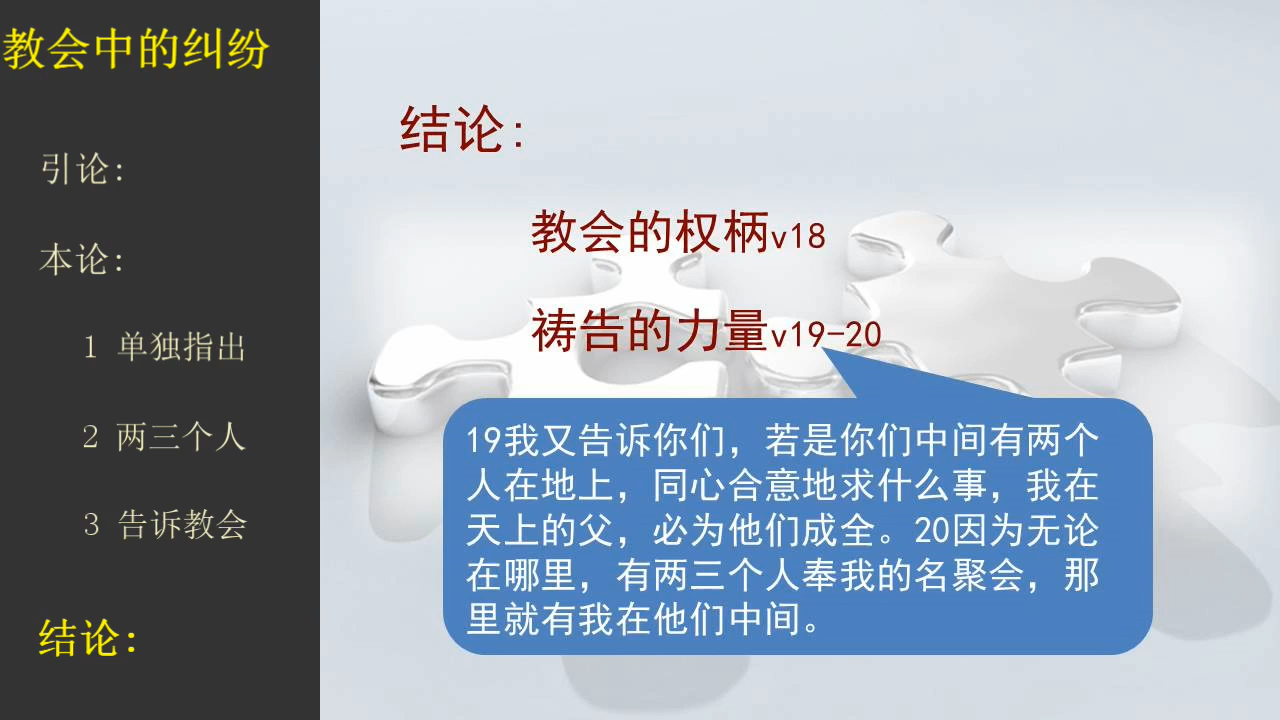 教会中的纠纷
引论:
本论:
1 单独指出
2 两三个人
3 告诉教会
结论:
结论:
教会的权柄v18
祷告的力量v19-20
19我又告诉你们，若是你们中间有两个
人在地上，同心合意地求什么事，我在
天上的父，必为他们成全。20因为无论
在哪里，有两三个人奉我的名聚会，那
里就有我在他们中间。